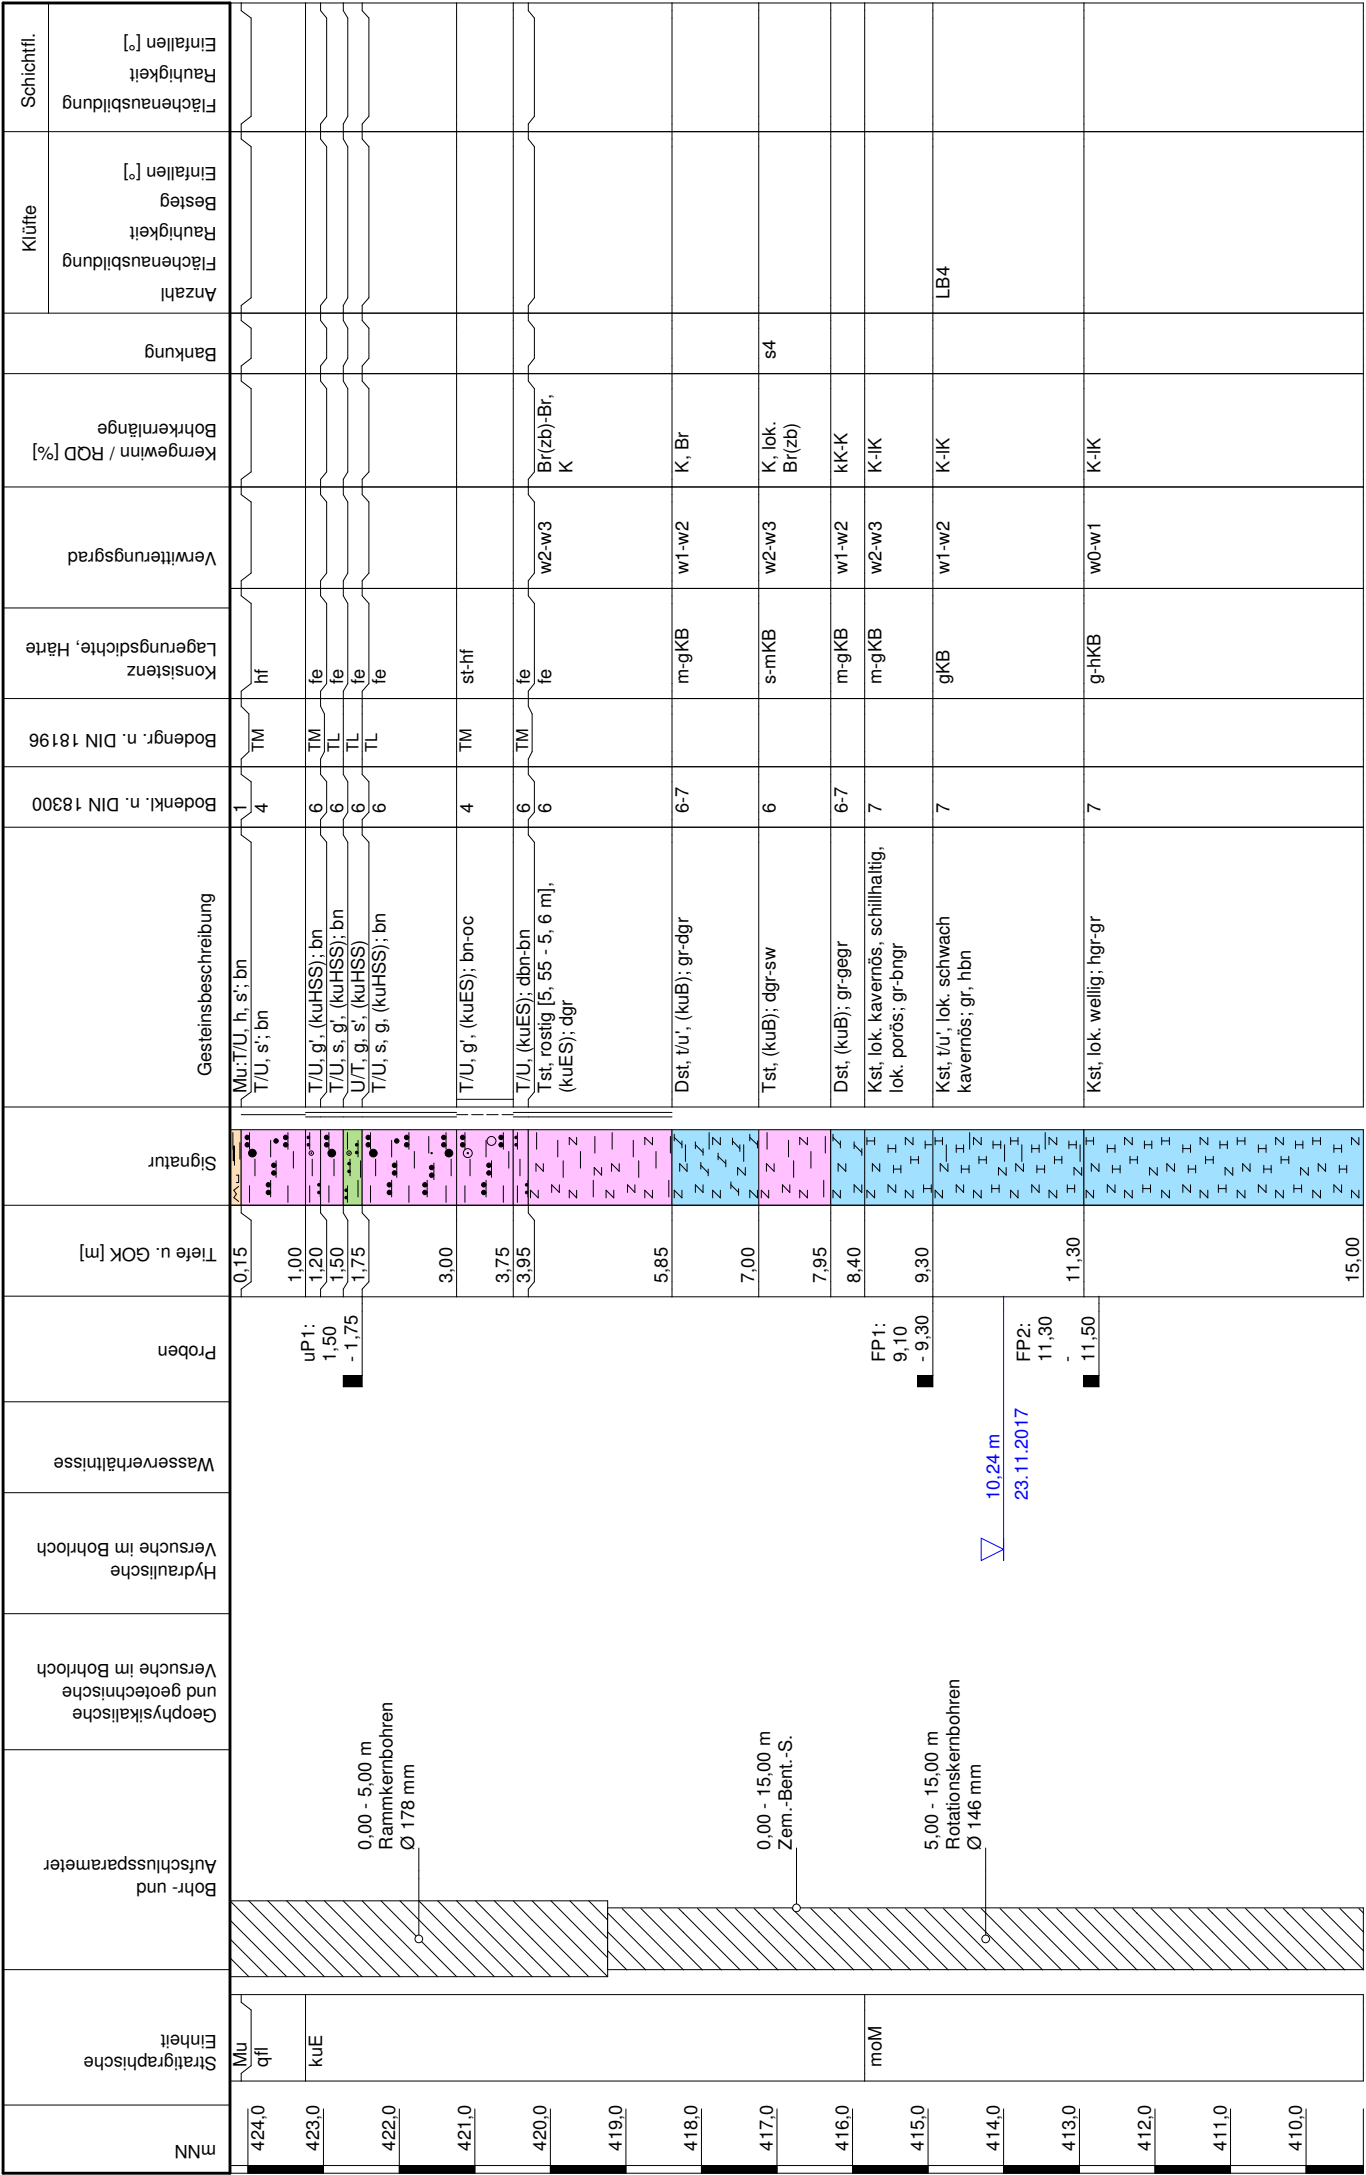 mNN
Stratigraphische
Einheit
Bohr- und
Aufschlussparameter
Geophysikalische
und geotechnische
Versuche im Bohrloch
Hydraulische
Versuche im Bohrloch
Wasserverhältnisse
Proben
Tiefe u. GOK [m]
Signatur
Gesteinsbeschreibung
Bodenkl. n. DIN 18300
Bodengr. n. DIN 18196
Konsistenz
Lagerungsdichte, Härte
Verwitterungsgrad
Kerngewinn / RQD [%]
Bohrkernlänge
Bankung
Klüfte
Anzahl
Flächenausbildung
Rauhigkeit
Besteg
Einfallen [°]
Schichtfl.
Flächenausbildung
Rauhigkeit
Einfallen [°]
424,0
423,0
422,0
421,0
420,0
419,0
418,0
417,0
416,0
415,0
414,0
413,0
412,0
411,0
410,0
Mu
qfl
kuE
moM
0,00 - 5,00 m
Rammkernbohren
Ø 178 mm
0,00 - 15,00 m
Zem.-Bent.-S.
5,00 - 15,00 m
Rotationskernbohren
Ø 146 mm
10,24 m
23.11.2017
uP1:
1,50
- 1,75
FP1:
9,10
- 9,30
FP2:
11,30
-
11,50
0,15
1,00
1,20
1,50
1,75
3,00
3,75
3,95
5,85
7,00
7,95
8,40
9,30
11,30
15,00
Mu:T/U, h, s'; bn
1
T/U, s'; bn
4
TM
hf
T/U, g', (kuHSS); bn
6
TM
fe
T/U, s, g', (kuHSS); bn
6
TL
fe
U/T, g, s', (kuHSS)
6
TL
fe
T/U, s, g, (kuHSS); bn
6
TL
fe
T/U, g', (kuES); bn-oc
4
TM
st-hf
T/U, (kuES); dbn-bn
6
TM
fe
Tst, rostig [5, 55 - 5, 6 m],
(kuES); dgr
6
fe
w2-w3
Br(zb)-Br,
K
Dst, t/u', (kuB); gr-dgr
6-7
m-gKB
w1-w2
K, Br
Tst, (kuB); dgr-sw
6
s-mKB
w2-w3
K, lok.
Br(zb)
s4
Dst, (kuB); gr-gegr
6-7
m-gKB
w1-w2
kK-K
Kst, lok. kavernös, schillhaltig,
lok. porös; gr-bngr
7
m-gKB
w2-w3
K-lK
Kst, t/u', lok. schwach
kavernös; gr, hbn
7
gKB
w1-w2
K-lK
LB4
Kst, lok. wellig; hgr-gr
7
g-hKB
w0-w1
K-lK